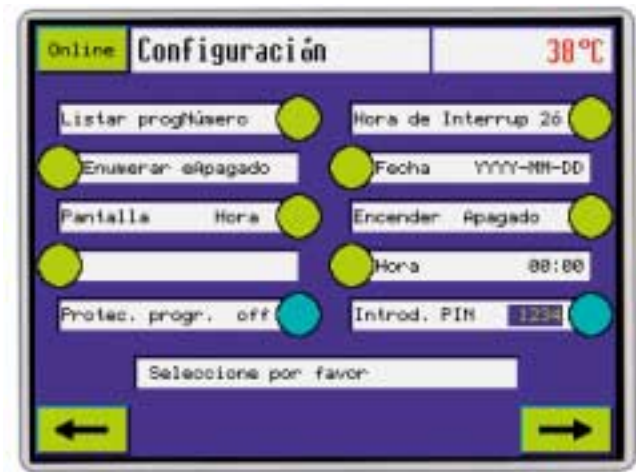 Online Configuración 38°C
Listar progNúmero
Hora de Interrup 26
Enumerar eApagado
Fecha YYYY-MM-DD
Pantalla Hora
Encender Apagado
Hora 00:00
Protec. progr. off
Introd. PIN 1234
Seleccione por favor